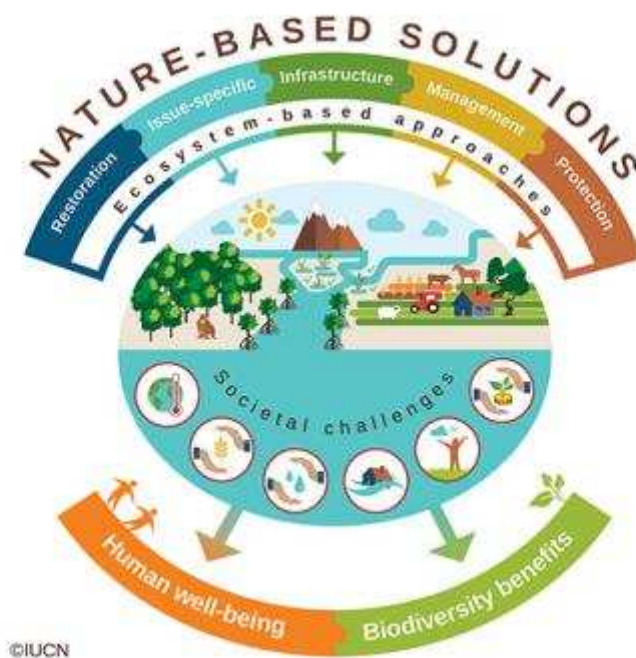 NATURE-BASED SOLUTIONS
Restoration
Issue-specific
Infrastructure
Management
Protection
Ecosystem-based approaches
Societal challenges
Human well-being
Biodiversity benefits
©IUCN